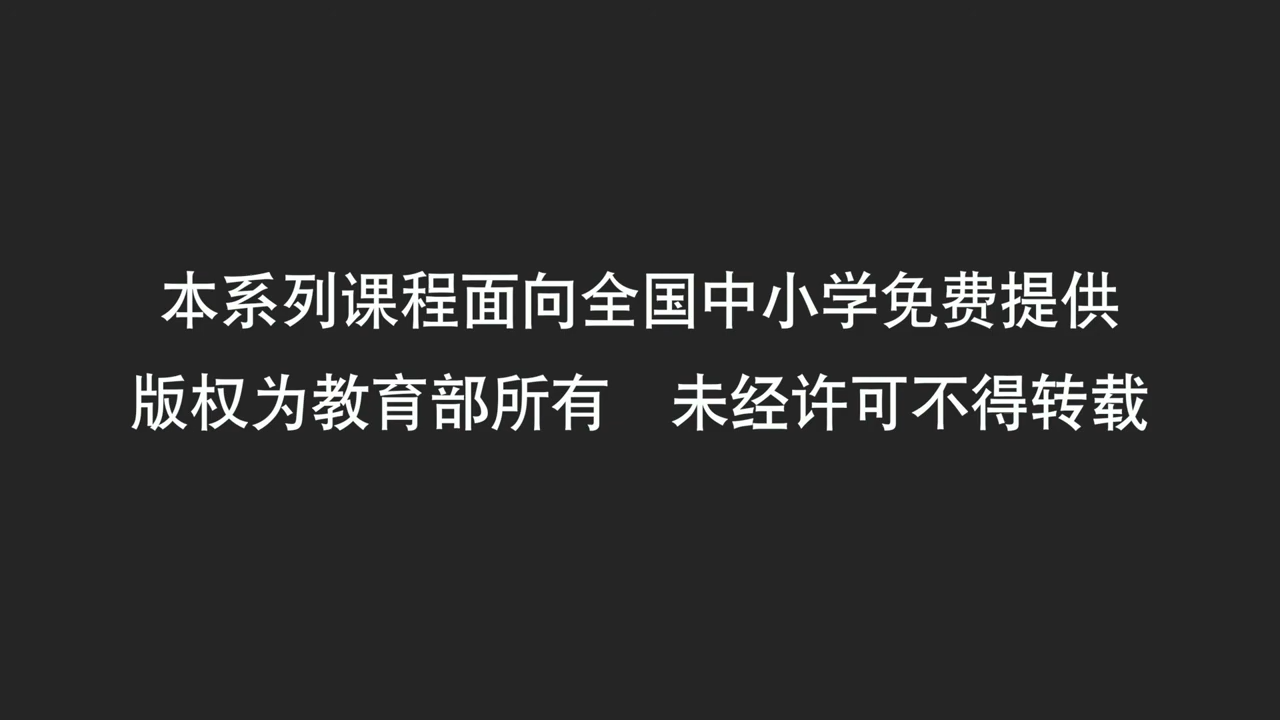 本系列课程面向全国中小学免费提供
版权为教育部所有　未经许可不得转载